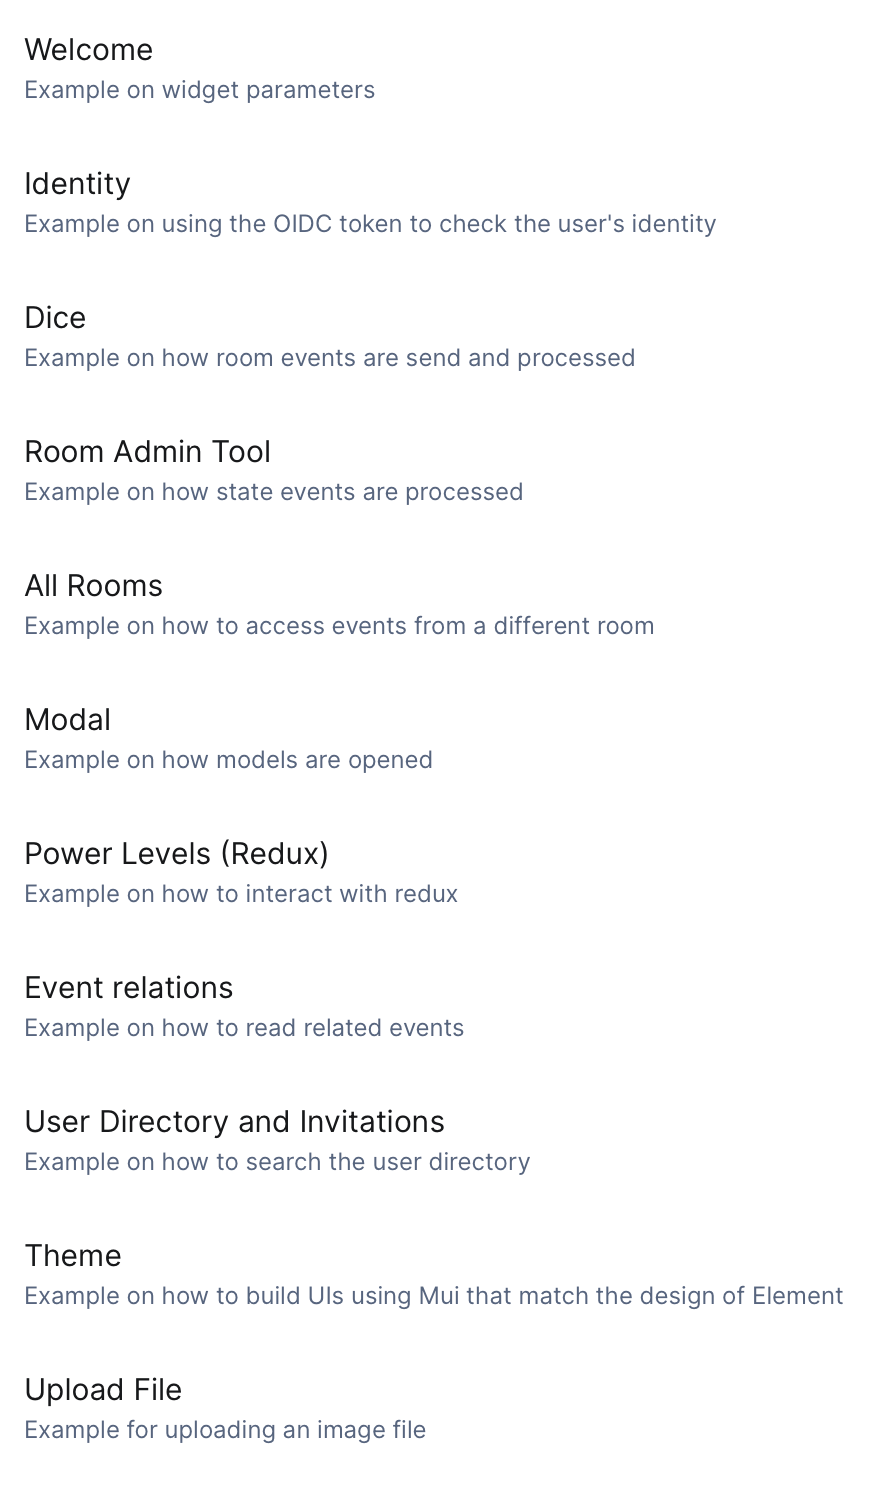 Welcome
Example on widget parameters
Identity
Example on using the OIDC token to check the user's identity
Dice
Example on how room events are send and processed
Room Admin Tool
Example on how state events are processed
All Rooms
Example on how to access events from a different room
Modal
Example on how models are opened
Power Levels (Redux)
Example on how to interact with redux
Event relations
Example on how to read related events
User Directory and Invitations
Example on how to search the user directory
Theme
Example on how to build UIs using Mui that match the design of Element
Upload File
Example for uploading an image file